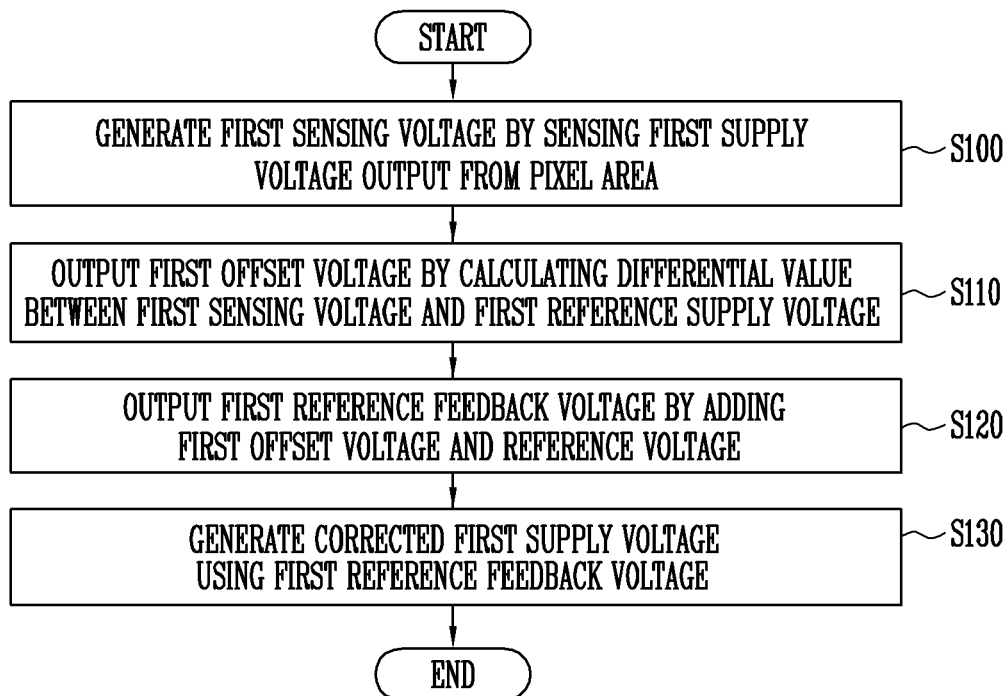 START
GENERATE FIRST SENSING VOLTAGE BY SENSING FIRST SUPPLY
VOLTAGE OUTPUT FROM PIXEL AREA
S100
OUTPUT FIRST OFFSET VOLTAGE BY CALCULATING DIFFERENTIAL VALUE
BETWEEN FIRST SENSING VOLTAGE AND FIRST REFERENCE SUPPLY VOLTAGE
S110
OUTPUT FIRST REFERENCE FEEDBACK VOLTAGE BY ADDING
FIRST OFFSET VOLTAGE AND REFERENCE VOLTAGE
S120
GENERATE CORRECTED FIRST SUPPLY VOLTAGE
USING FIRST REFERENCE FEEDBACK VOLTAGE
S130
END